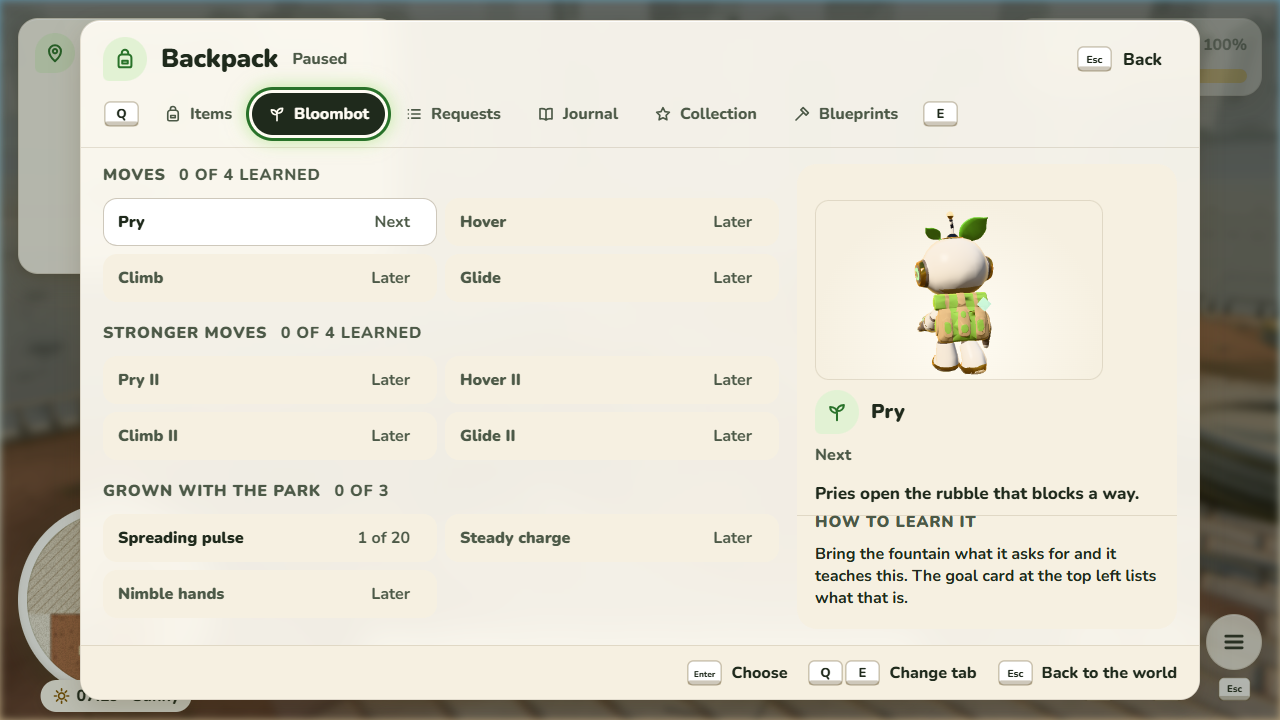 Backpack Paused
Esc Back
100%
Q Items Bloombot Requests Journal Collection Blueprints E
MOVES 0 OF 4 LEARNED
Pry Next
Hover Later
Climb Later
Glide Later
STRONGER MOVES 0 OF 4 LEARNED
Pry II Later
Hover II Later
Climb II Later
Glide II Later
GROWN WITH THE PARK 0 OF 3
Spreading pulse 1 of 20
Steady charge Later
Nimble hands Later
Pry
Next
Pries open the rubble that blocks a way.
HOW TO LEARN IT
Bring the fountain what it asks for and it
teaches this. The goal card at the top left lists
what that is.
Enter Choose Q E Change tab Esc Back to the world
Esc